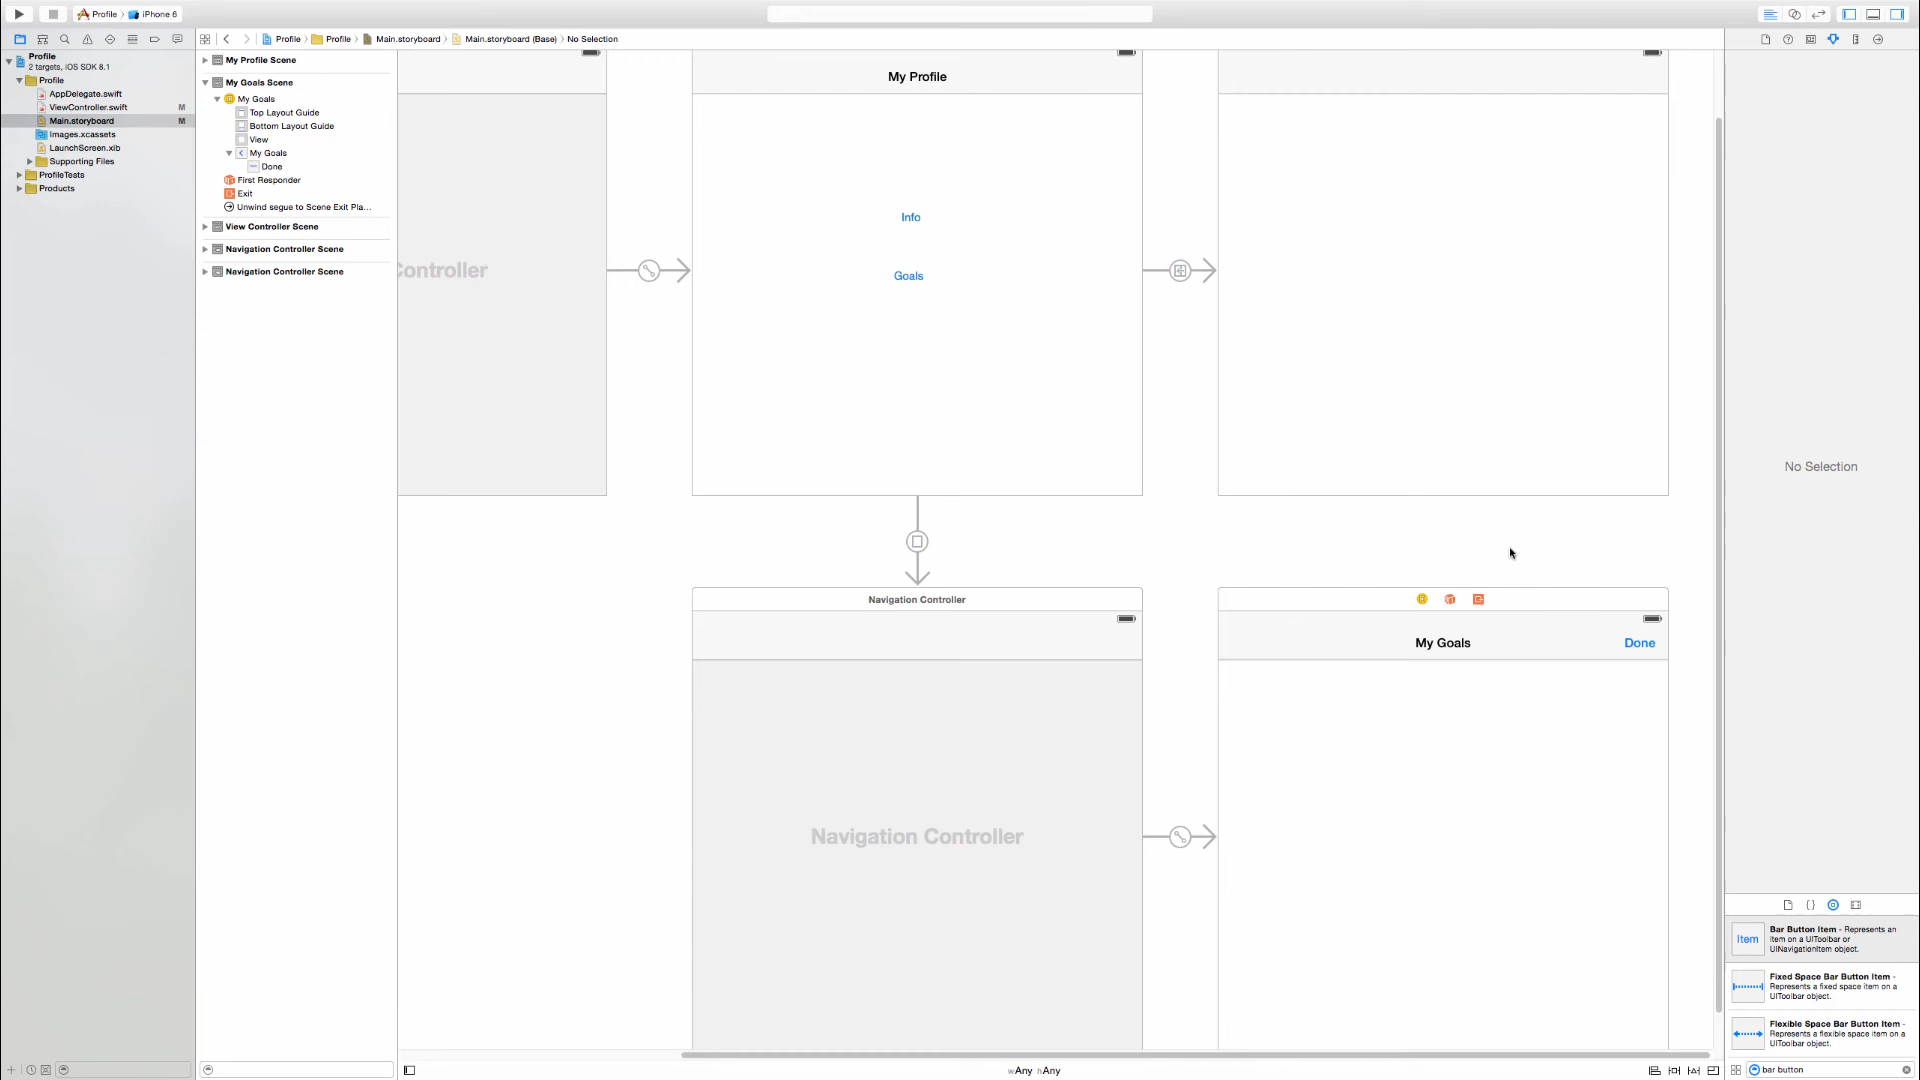 Profile
iPhone 6
Profile
Profile
Main.storyboard
Main.storyboard (Base)
No Selection
Profile
2 targets, iOS SDK 8.1
Profile
AppDelegate.swift
ViewController.swift M
Main.storyboard M
Images.xcassets
LaunchScreen.xib
Supporting Files
ProfileTests
Products
My Profile Scene
My Goals Scene
My Goals
Top Layout Guide
Bottom Layout Guide
View
My Goals
Done
First Responder
Exit
Unwind segue to Scene Exit Pla...
View Controller Scene
Navigation Controller Scene
Navigation Controller Scene
Controller
My Profile
Info
Goals
Navigation Controller
Navigation Controller
My Goals
Done
wAny hAny
No Selection
Item
Bar Button Item - Represents an
item on a UIToolbar or
UINavigationItem object.
Fixed Space Bar Button Item -
Represents a fixed space item on a
UIToolbar object.
Flexible Space Bar Button Item -
Represents a flexible space item on a
UIToolbar object.
bar button